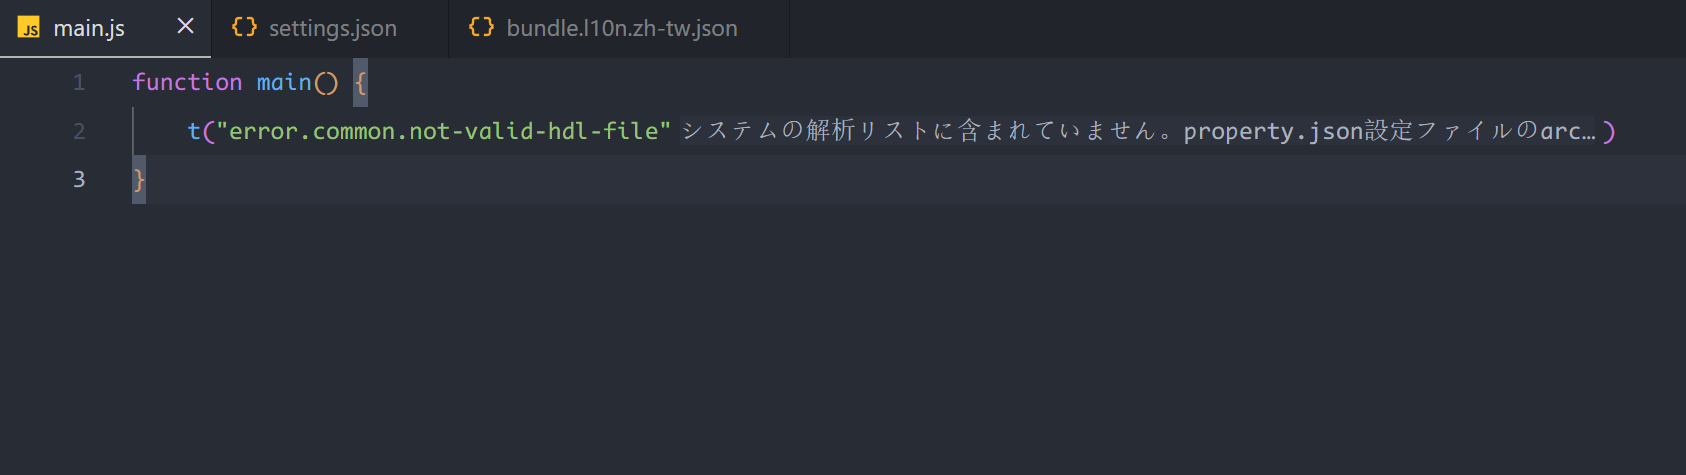 JS main.js × {} settings.json {} bundle.l10n.zh-tw.json
1 function main() {
2 t("error.common.not-valid-hdl-file" システムの解析リストに含まれていません。property.json設定ファイルのarc… )
3 }